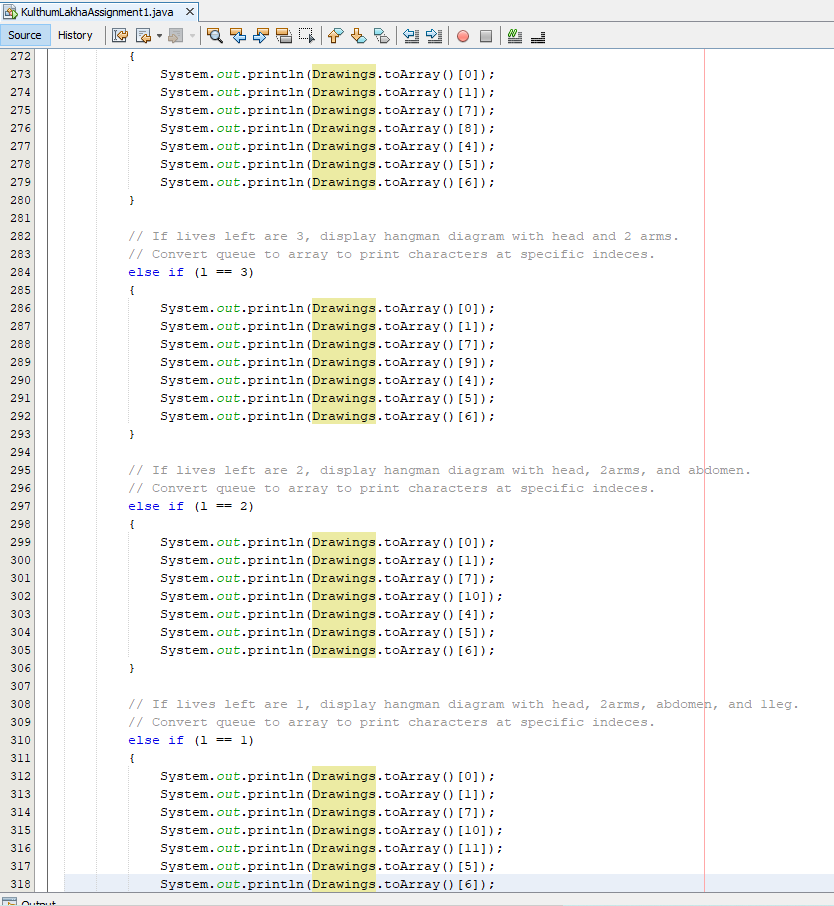 KulthumLakhaAssignment1.java
Source History
272 {
273 System.out.println(Drawings.toArray()[0]);
274 System.out.println(Drawings.toArray()[1]);
275 System.out.println(Drawings.toArray()[7]);
276 System.out.println(Drawings.toArray()[8]);
277 System.out.println(Drawings.toArray()[4]);
278 System.out.println(Drawings.toArray()[5]);
279 System.out.println(Drawings.toArray()[6]);
280 }
281
282 // If lives left are 3, display hangman diagram with head and 2 arms.
283 // Convert queue to array to print characters at specific indeces.
284 else if (l == 3)
285 {
286 System.out.println(Drawings.toArray()[0]);
287 System.out.println(Drawings.toArray()[1]);
288 System.out.println(Drawings.toArray()[7]);
289 System.out.println(Drawings.toArray()[9]);
290 System.out.println(Drawings.toArray()[4]);
291 System.out.println(Drawings.toArray()[5]);
292 System.out.println(Drawings.toArray()[6]);
293 }
294
295 // If lives left are 2, display hangman diagram with head, 2arms, and abdomen.
296 // Convert queue to array to print characters at specific indeces.
297 else if (l == 2)
298 {
299 System.out.println(Drawings.toArray()[0]);
300 System.out.println(Drawings.toArray()[1]);
301 System.out.println(Drawings.toArray()[7]);
302 System.out.println(Drawings.toArray()[10]);
303 System.out.println(Drawings.toArray()[4]);
304 System.out.println(Drawings.toArray()[5]);
305 System.out.println(Drawings.toArray()[6]);
306 }
307
308 // If lives left are 1, display hangman diagram with head, 2arms, abdomen, and 1leg.
309 // Convert queue to array to print characters at specific indeces.
310 else if (l == 1)
311 {
312 System.out.println(Drawings.toArray()[0]);
313 System.out.println(Drawings.toArray()[1]);
314 System.out.println(Drawings.toArray()[7]);
315 System.out.println(Drawings.toArray()[10]);
316 System.out.println(Drawings.toArray()[11]);
317 System.out.println(Drawings.toArray()[5]);
318 System.out.println(Drawings.toArray()[6]);
Output